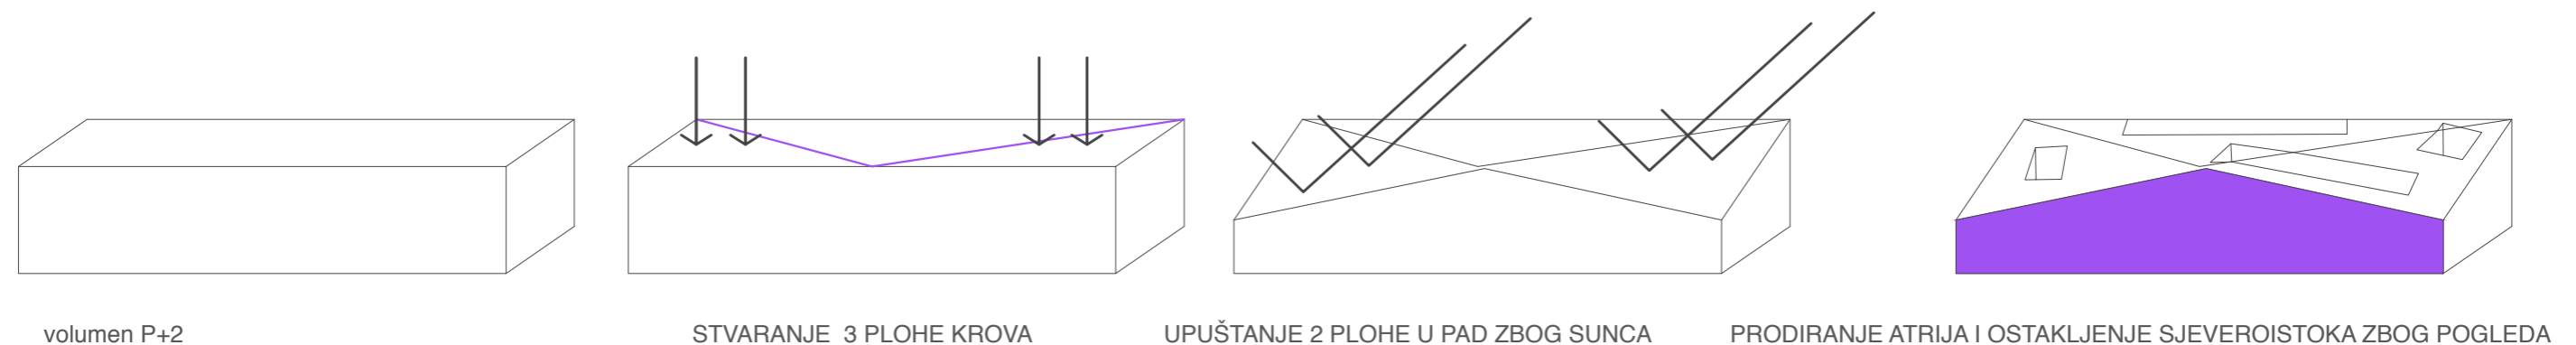 volumen P+2
STVARANJE 3 PLOHE KROVA
UPUŠTANJE 2 PLOHE U PAD ZBOG SUNCA
PRODIRANJE ATRIJA I OSTAKLJENJE SJEVEROISTOKA ZBOG POGLEDA